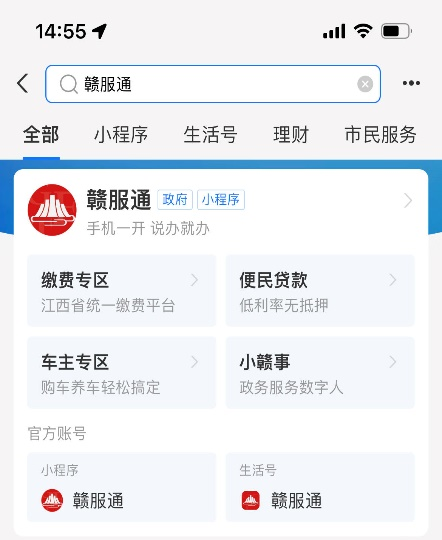 14:55
赣服通
全部 小程序 生活号 理财 市民服务
赣服通 政府 小程序
手机一开 说办就办
缴费专区 便民贷款
江西省统一缴费平台 低利率无抵押
车主专区 小赣事
购车养车轻松搞定 政务服务数字人
官方账号
小程序 生活号
赣服通 赣服通